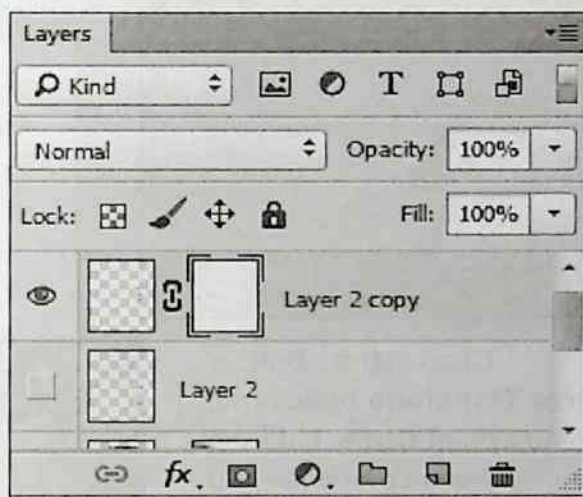 Layers
Kind T
Normal Opacity: 100%
Lock: Fill: 100%
Layer 2 copy
Layer 2
fx.